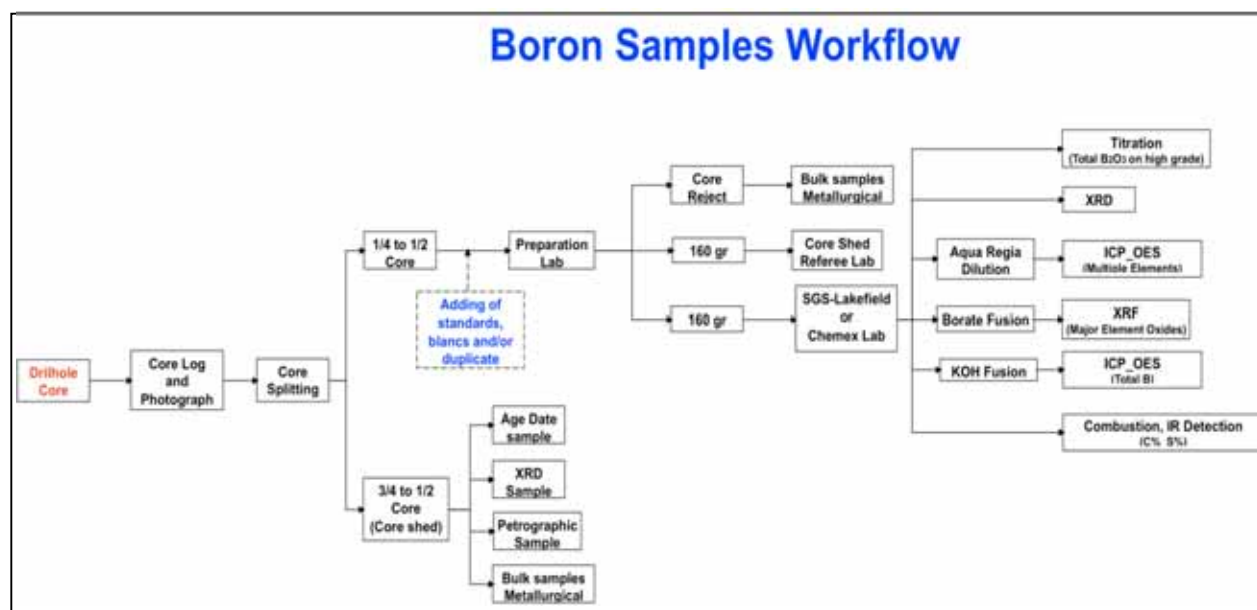 Boron Samples Workflow
Drilhole
Core
Core Log
and
Photograph
Core
Splitting
1/4 to 1/2
Core
Adding of
standards,
blancs and/or
duplicate
Preparation
Lab
Core
Reject
Bulk samples
Metallurgical
160 gr
Core Shed
Referee Lab
160 gr
SGS-Lakefield
or
Chemex Lab
Titration
(Total B2O3 on high grade)
XRD
Aqua Regia
Dilution
ICP_OES
(Multiole Elements)
Borate Fusion
XRF
(Major Element Oxides)
KOH Fusion
ICP_OES
(Total B)
Combustion, IR Detection
(C% S%)
3/4 to 1/2
Core
(Core shed)
Age Date
sample
XRD
Sample
Petrographic
Sample
Bulk samples
Metallurgical